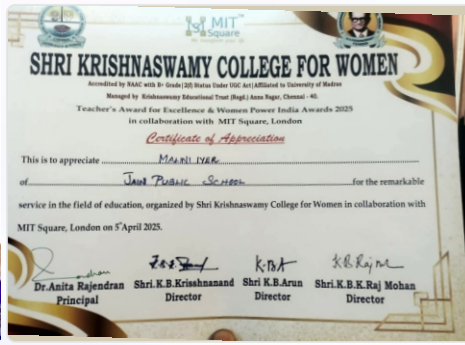 MIT
Square
We recognise your art
SHRI KRISHNASWAMY COLLEGE FOR WOMEN
Accredited by NAAC with B+ Grade|2(f) Status Under UGC Act|Affiliated to University of Madras
Managed by Krishnaswamy Educational Trust (Regd.) Anna Nagar, Chennai - 40.
Teacher's Award for Excellence & Women Power India Awards 2025
in collaboration with MIT Square, London
Certificate of Appreciation
This is to appreciate MALINI IYER
of JAIN PUBLIC SCHOOL for the remarkable
service in the field of education, organized by Shri Krishnaswamy College for Women in collaboration with
MIT Square, London on 5 April 2025.
Dr.Anita Rajendran Shri.K.B.Krisshnanand Shri K.B.Arun Shri.K.B.K.Raj Mohan
Principal Director Director Director